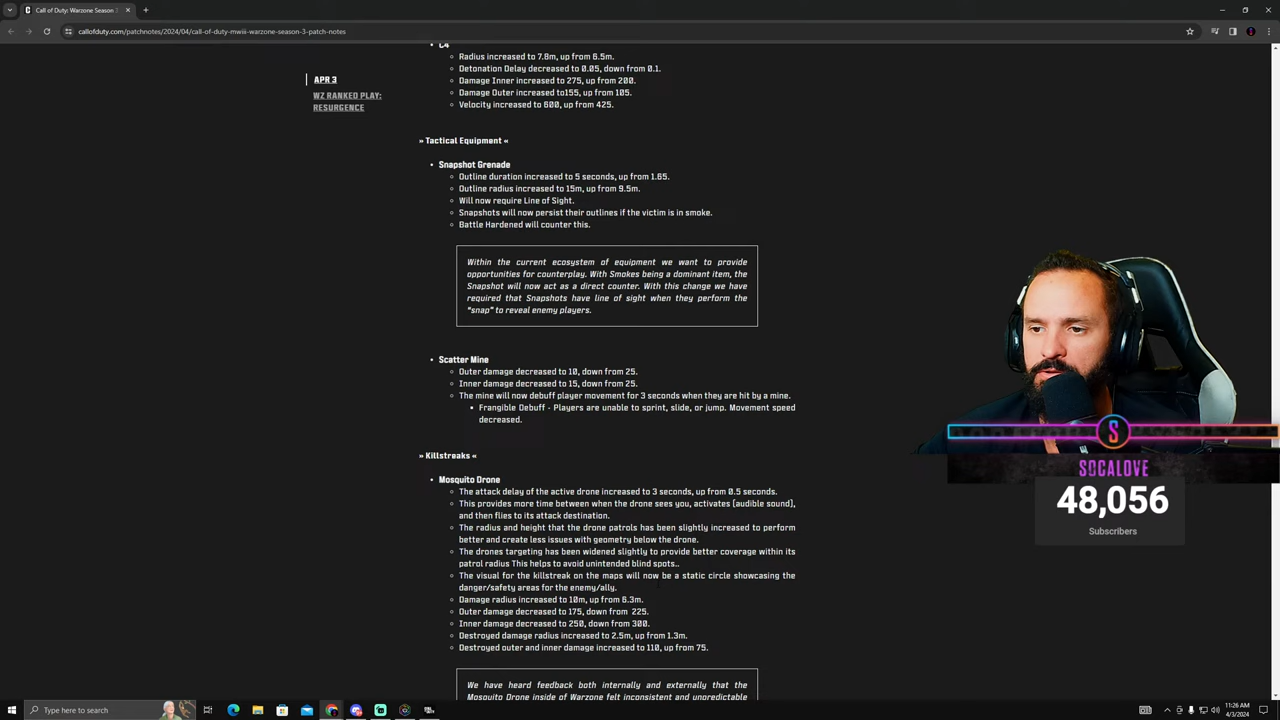 Call of Duty: Warzone Season 3
callofduty.com/patchnotes/2024/04/call-of-duty-mwiii-warzone-season-3-patch-notes
APR 3
WZ RANKED PLAY:
RESURGENCE
C4
Radius increased to 7.8m, up from 6.5m.
Detonation Delay decreased to 0.05, down from 0.1.
Damage Inner increased to 275, up from 200.
Damage Outer increased to155, up from 105.
Velocity increased to 600, up from 425.
» Tactical Equipment «
Snapshot Grenade
Outline duration increased to 5 seconds, up from 1.65.
Outline radius increased to 15m, up from 9.5m.
Will now require Line of Sight.
Snapshots will now persist their outlines if the victim is in smoke.
Battle Hardened will counter this.
Within the current ecosystem of equipment we want to provide
opportunities for counterplay. With Smokes being a dominant item, the
Snapshot will now act as a direct counter. With this change we have
required that Snapshots have line of sight when they perform the
"snap" to reveal enemy players.
Scatter Mine
Outer damage decreased to 10, down from 25.
Inner damage decreased to 15, down from 25.
The mine will now debuff player movement for 3 seconds when they are hit by a mine.
Frangible Debuff - Players are unable to sprint, slide, or jump. Movement speed
decreased.
» Killstreaks «
Mosquito Drone
The attack delay of the active drone increased to 3 seconds, up from 0.5 seconds.
This provides more time between when the drone sees you, activates (audible sound),
and then flies to its attack destination.
The radius and height that the drone patrols has been slightly increased to perform
better and create less issues with geometry below the drone.
The drones targeting has been widened slightly to provide better coverage within its
patrol radius This helps to avoid unintended blind spots..
The visual for the killstreak on the maps will now be a static circle showcasing the
danger/safety areas for the enemy/ally.
Damage radius increased to 10m, up from 6.3m.
Outer damage decreased to 175, down from 225.
Inner damage decreased to 250, down from 300.
Destroyed damage radius increased to 2.5m, up from 1.3m.
Destroyed outer and inner damage increased to 110, up from 75.
We have heard feedback both internally and externally that the
Mosquito Drone inside of Warzone felt inconsistent and unpredictable
S
SOCALOVE
48,056
Subscribers
Type here to search
11:26 AM
4/3/2024